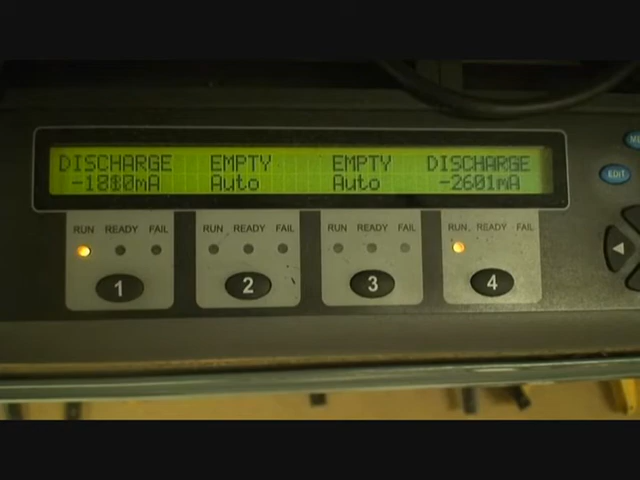 DISCHARGE EMPTY EMPTY DISCHARGE
Auto Auto -2601mA
RUN READY FAIL RUN READY FAIL RUN READY FAIL RUN READY FAIL
1 2 3 4
EDIT